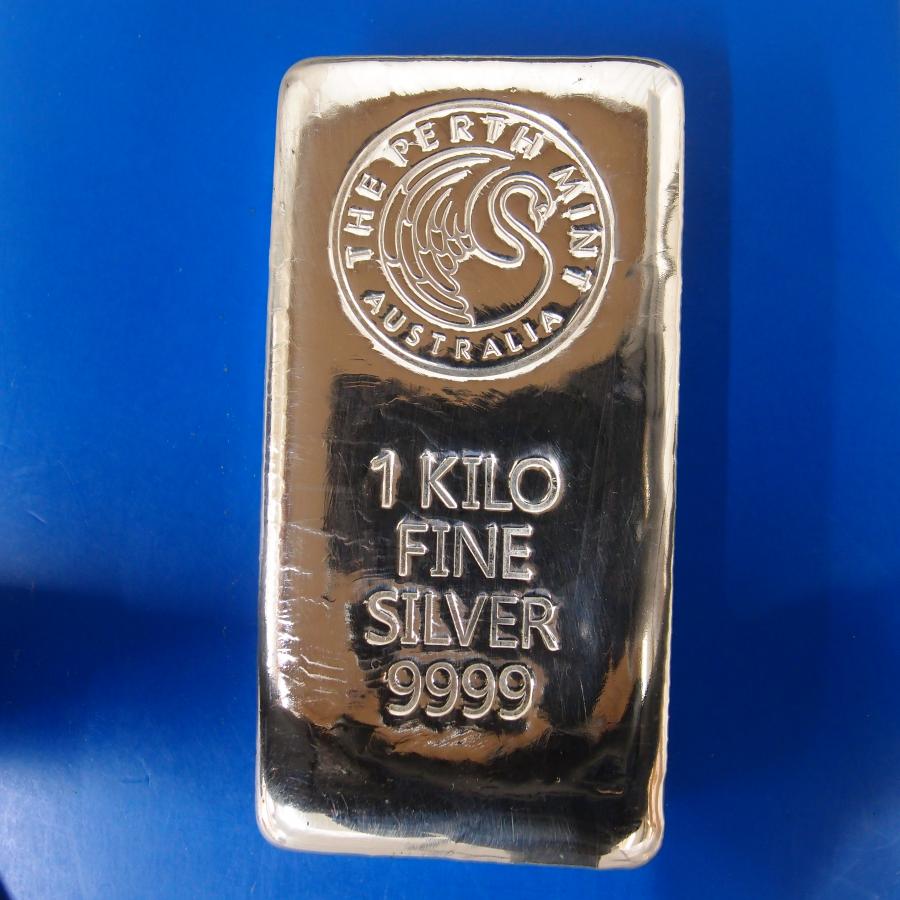 THE PERTH MINT
AUSTRALIA
1 KILO
FINE
SILVER
9999